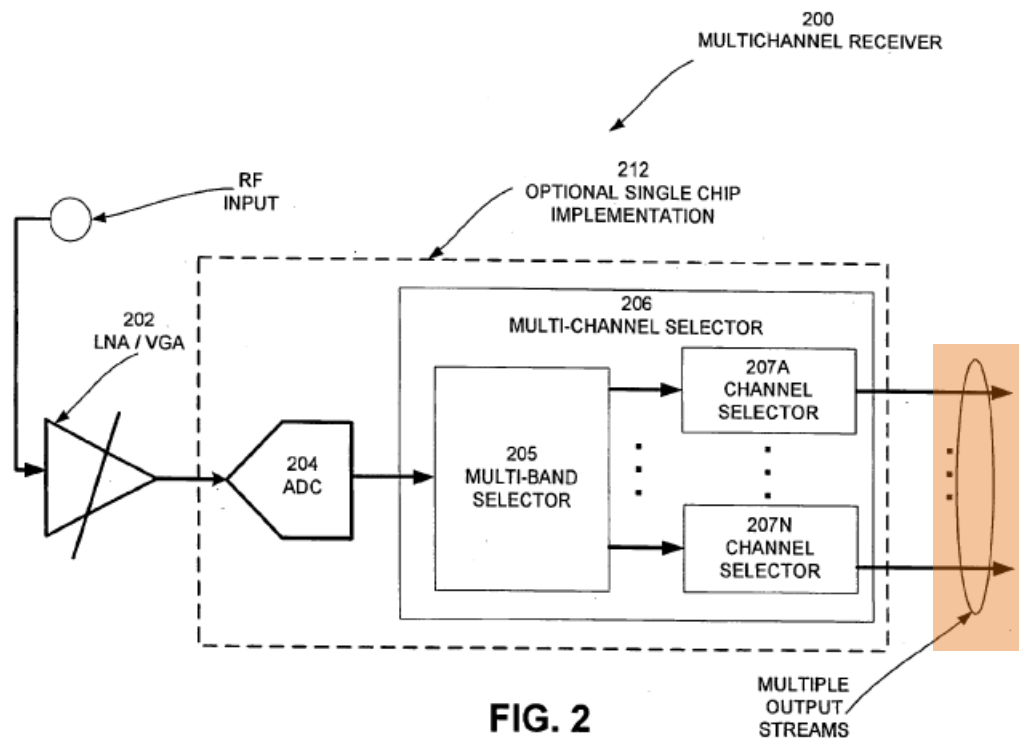 200
MULTICHANNEL RECEIVER
212
OPTIONAL SINGLE CHIP
IMPLEMENTATION
RF
INPUT
202
LNA / VGA
206
MULTI-CHANNEL SELECTOR
207A
CHANNEL
SELECTOR
204
ADC
205
MULTI-BAND
SELECTOR
207N
CHANNEL
SELECTOR
MULTIPLE
OUTPUT
STREAMS
FIG. 2